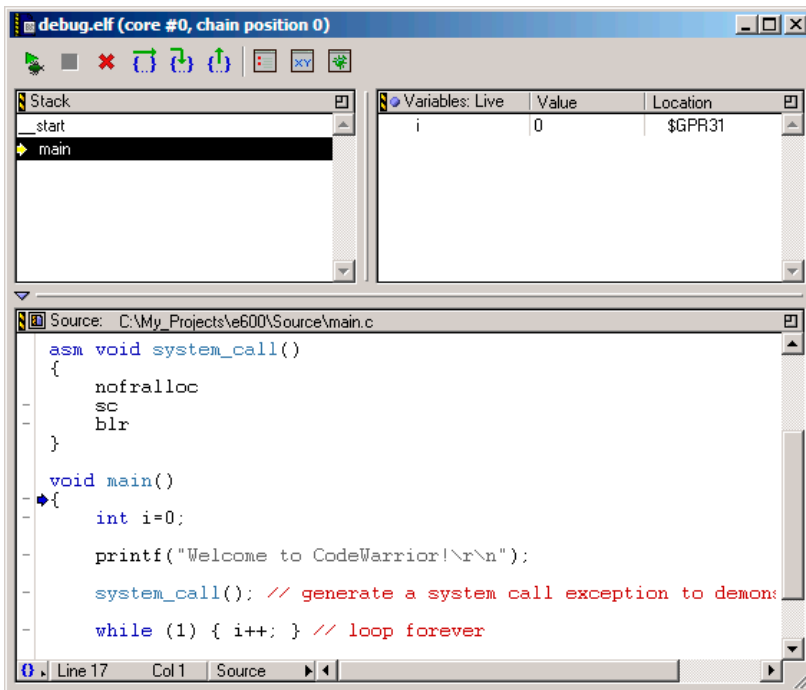 debug.elf (core #0, chain position 0)
Stack
__start
main
Variables: Live Value Location
i 0 $GPR31
Source: C:\My_Projects\e600\Source\main.c
asm void system_call()
{
nofralloc
sc
blr
}
void main()
{
int i=0;
printf("Welcome to CodeWarrior!\r\n");
system_call(); // generate a system call exception to demons
while (1) { i++; } // loop forever
Line 17 Col 1 Source